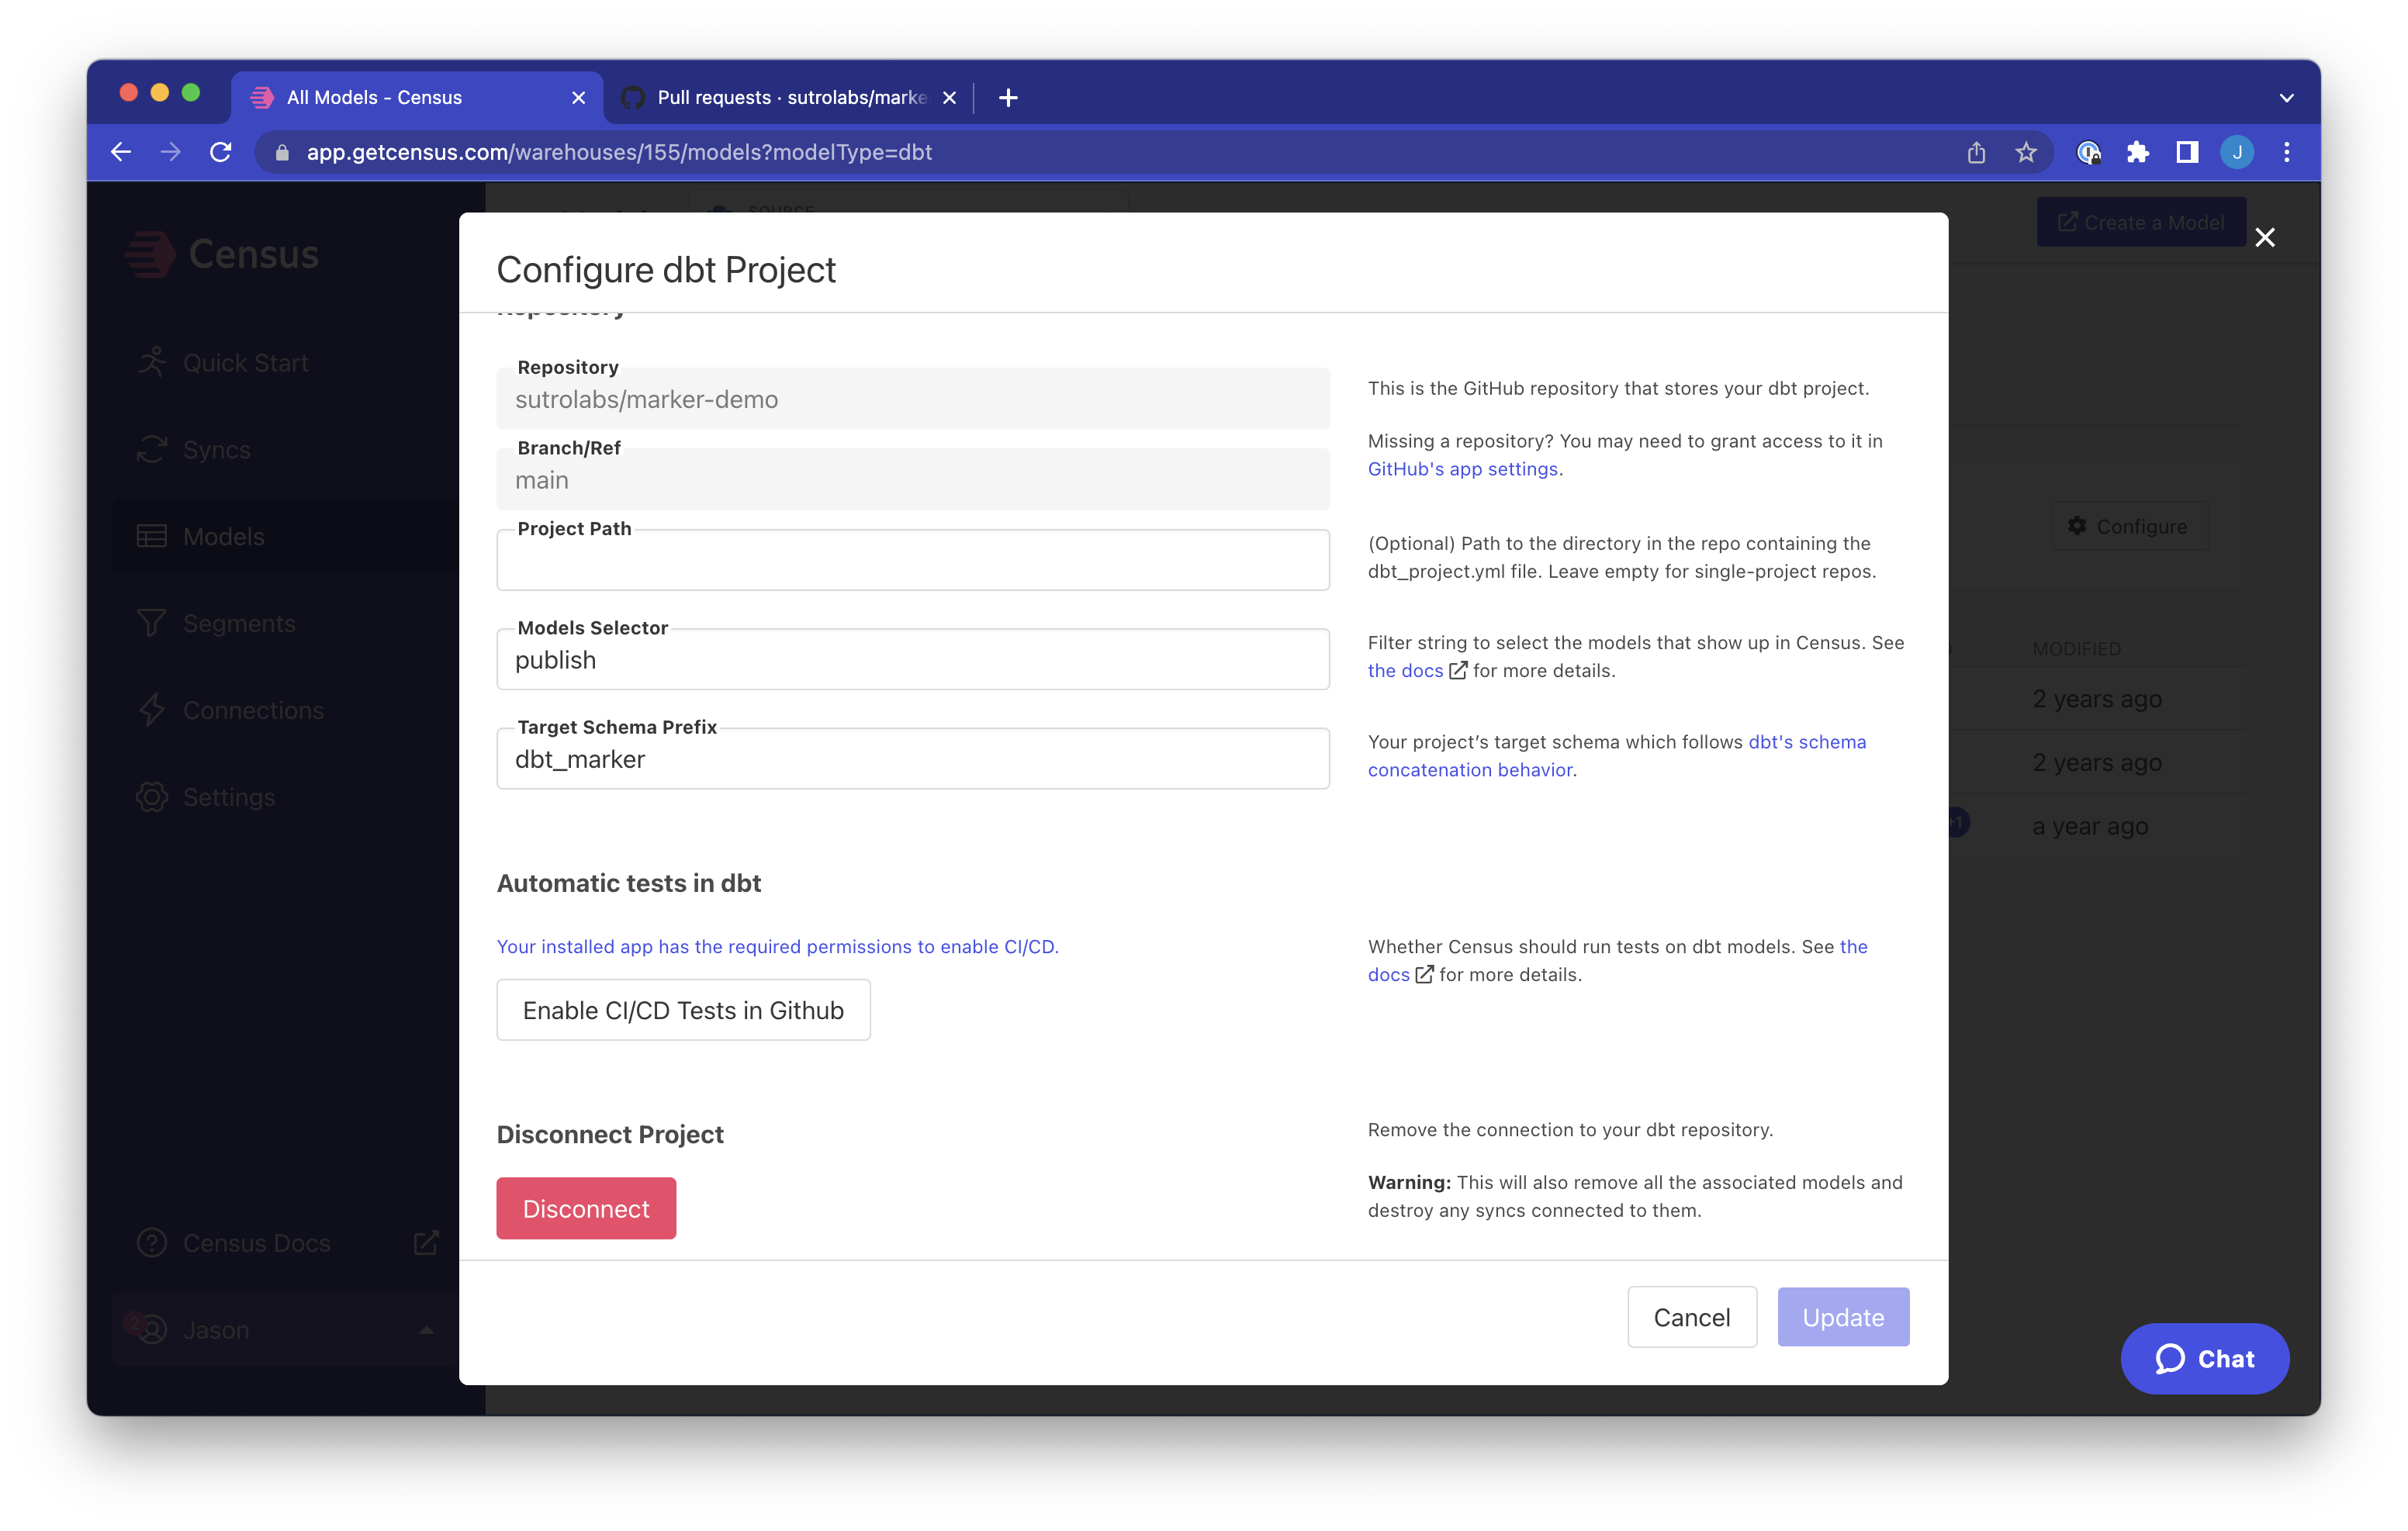 All Models - Census
Pull requests · sutrolabs/marke
app.getcensus.com/warehouses/155/models?modelType=dbt
J
SOURCE
Create a Model
Census
Quick Start
Syncs
Models
Segments
Connections
Settings
Census Docs
2
Jason
Configure dbt Project
Repository
Repository
sutrolabs/marker-demo
This is the GitHub repository that stores your dbt project.
Missing a repository? You may need to grant access to it in
GitHub's app settings.
Branch/Ref
main
Project Path
(Optional) Path to the directory in the repo containing the
dbt_project.yml file. Leave empty for single-project repos.
Models Selector
publish
Filter string to select the models that show up in Census. See
the docs for more details.
Target Schema Prefix
dbt_marker
Your project’s target schema which follows dbt's schema
concatenation behavior.
Automatic tests in dbt
Your installed app has the required permissions to enable CI/CD.
Enable CI/CD Tests in Github
Whether Census should run tests on dbt models. See the
docs for more details.
Disconnect Project
Disconnect
Remove the connection to your dbt repository.
Warning: This will also remove all the associated models and
destroy any syncs connected to them.
Cancel
Update
Configure
MODIFIED
2 years ago
2 years ago
+1
a year ago
Chat